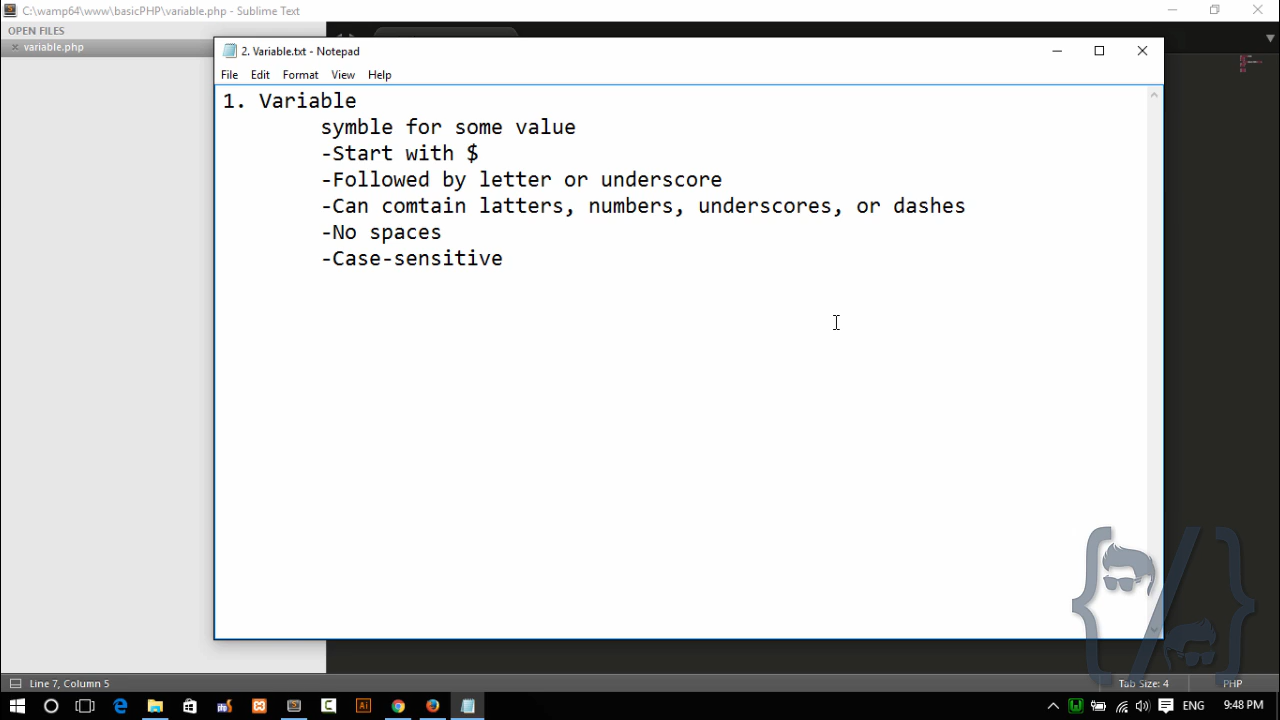 C:\wamp64\www\basicPHP\variable.php - Sublime Text
OPEN FILES
variable.php
2. Variable.txt - Notepad
File Edit Format View Help
1. Variable
symble for some value
-Start with $
-Followed by letter or underscore
-Can comtain latters, numbers, underscores, or dashes
-No spaces
-Case-sensitive
Line 7, Column 5
Tab Size: 4
PHP
ENG
9:48 PM